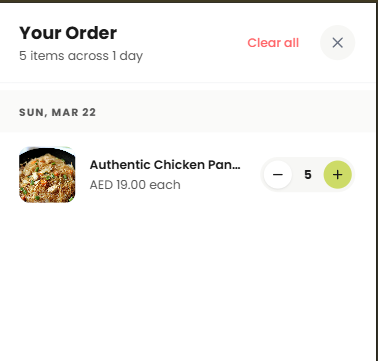 Your Order
Clear all
5 items across 1 day
SUN, MAR 22
Authentic Chicken Pan...
AED 19.00 each
− 5 +